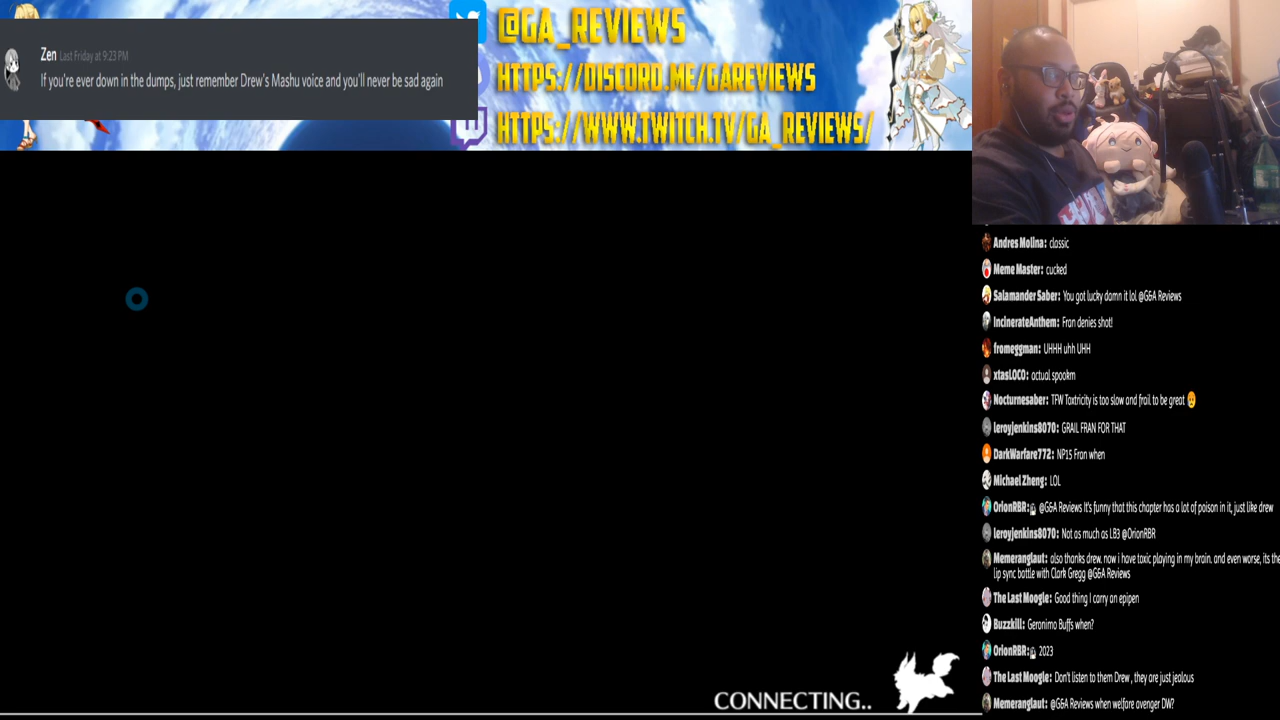 @GA_REVIEWS
Zen Last Friday at 9:23 PM
If you're ever down in the dumps, just remember Drew's Mashu voice and you'll never be sad again
HTTPS://DISCORD.ME/GAREVIEWS
HTTPS://WWW.TWITCH.TV/GA_REVIEWS/
Andres Molina: classic
Meme Master: cucked
Salamander Saber: You got lucky damn it lol @G&A Reviews
IncinerateAnthem: Fran denies shot!
fromeggman: UHHH uhh UHH
xtasLOCO: actual spookm
Nocturnesaber: TFW Toxtricity is too slow and frail to be great 😥
leroyjenkins8070: GRAIL FRAN FOR THAT
DarkWarfare772: NP15 Fran when
Michael Zheng: LOL
OrionRBR: @G&A Reviews It's funny that this chapter has a lot of poison in it, just like drew
leroyjenkins8070: Not as much as LB3 @OrionRBR
Memeranglaut: also thanks drew. now i have toxic playing in my brain. and even worse, its the
lip sync battle with Clark Gregg @G&A Reviews
The Last Moogle: Good thing I carry an epipen
Buzzkill: Geronimo Buffs when?
OrionRBR: 2023
The Last Moogle: Don't listen to them Drew , they are just jealous
Memeranglaut: @G&A Reviews when welfare avenger DW?
CONNECTING..